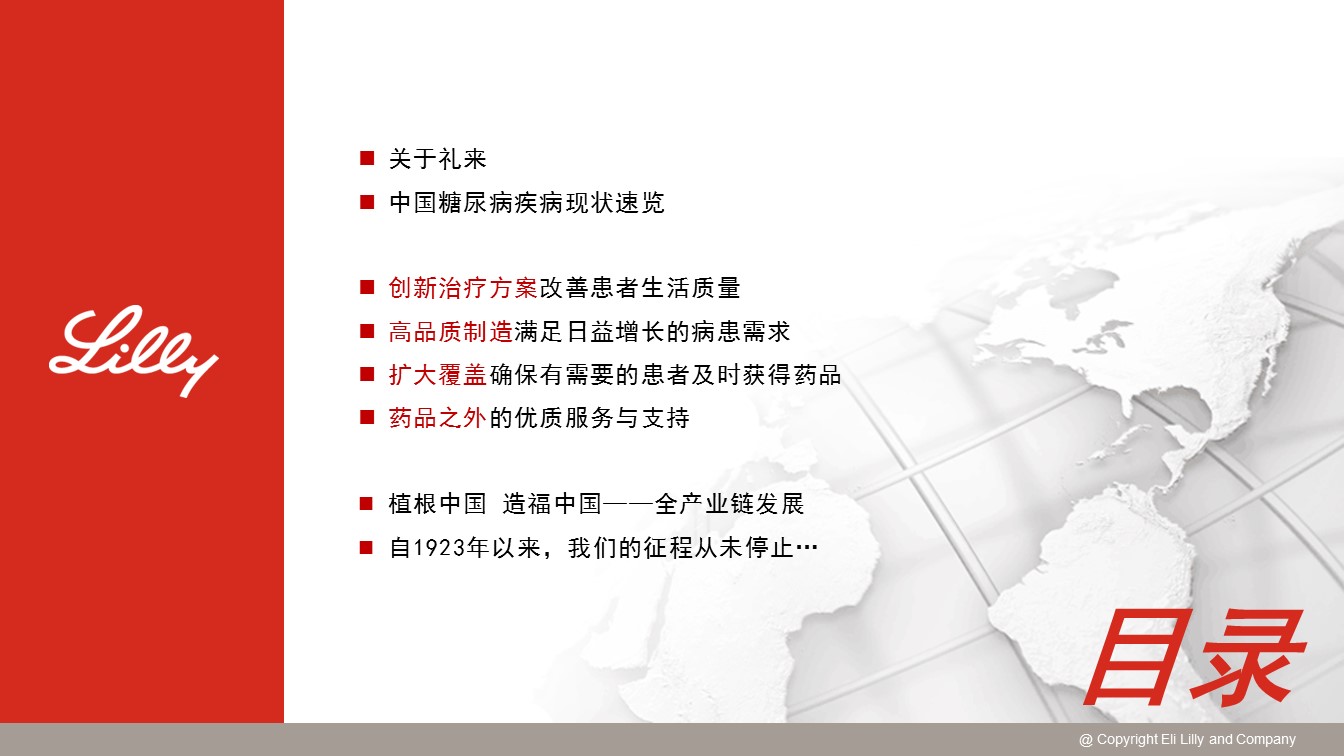 Lilly
关于礼来
中国糖尿病疾病现状速览
创新治疗方案改善患者生活质量
高品质制造满足日益增长的病患需求
扩大覆盖确保有需要的患者及时获得药品
药品之外的优质服务与支持
植根中国 造福中国——全产业链发展
自1923年以来，我们的征程从未停止…
目录
@ Copyright Eli Lilly and Company